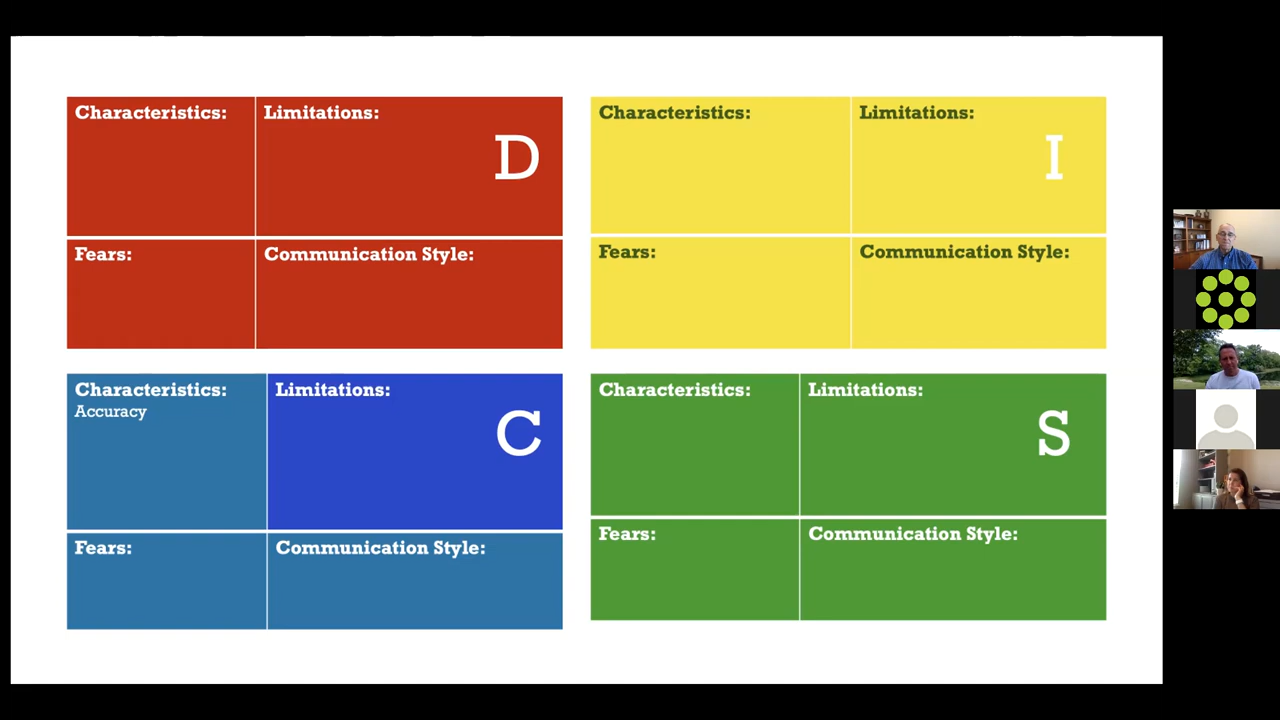 Characteristics:
Limitations:
D
Fears:
Communication Style:
Characteristics:
Limitations:
I
Fears:
Communication Style:
Characteristics:
Accuracy
Limitations:
C
Fears:
Communication Style:
Characteristics:
Limitations:
S
Fears:
Communication Style: